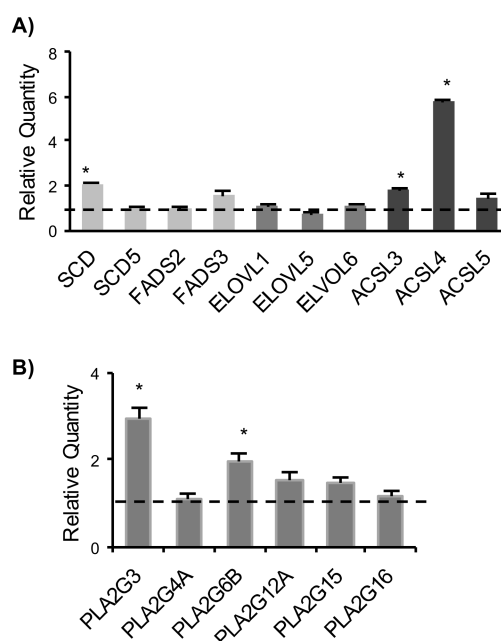 A)
Relative Quantity
8
6
4
2
0
*
*
*
SCD
SCD5
FADS2
FADS3
ELOVL1
ELOVL5
ELVOL6
ACSL3
ACSL4
ACSL5
B)
Relative Quantity
4
2
0
*
*
PLA2G3
PLA2G4A
PLA2G6B
PLA2G12A
PLA2G15
PLA2G16